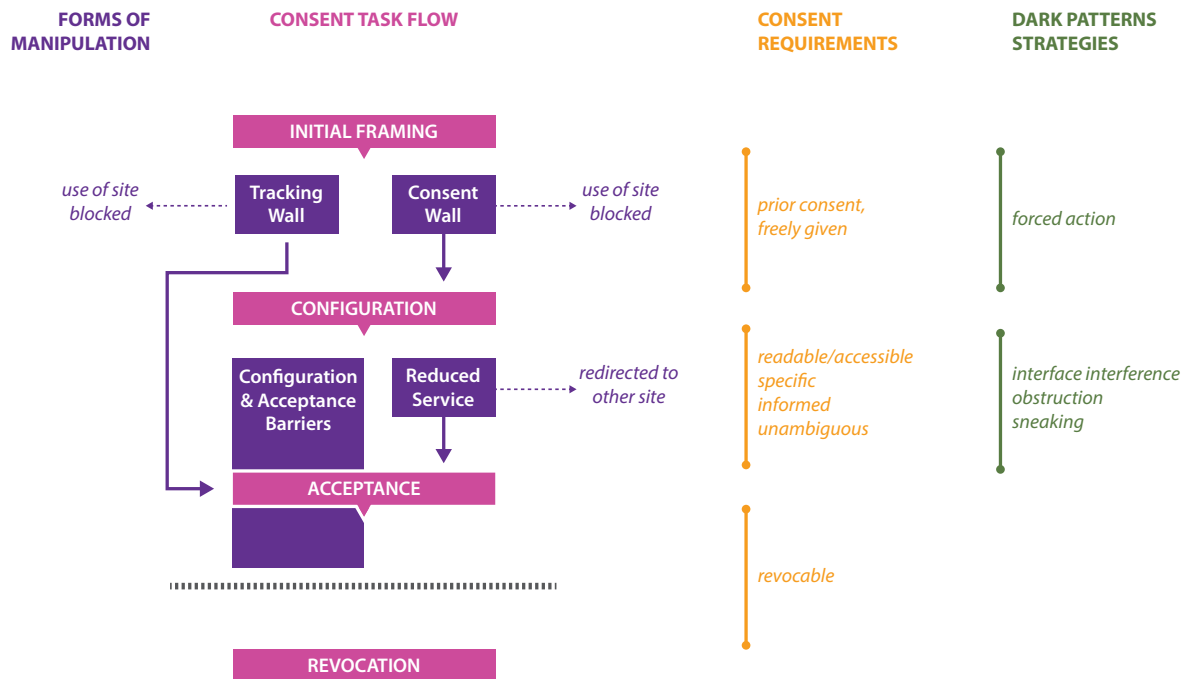 FORMS OF
MANIPULATION
CONSENT TASK FLOW
CONSENT
REQUIREMENTS
DARK PATTERNS
STRATEGIES
INITIAL FRAMING
use of site
blocked
Tracking
Wall
Consent
Wall
use of site
blocked
prior consent,
freely given
forced action
CONFIGURATION
Configuration
& Acceptance
Barriers
Reduced
Service
redirected to
other site
readable/accessible
specific
informed
unambiguous
interface interference
obstruction
sneaking
ACCEPTANCE
revocable
REVOCATION